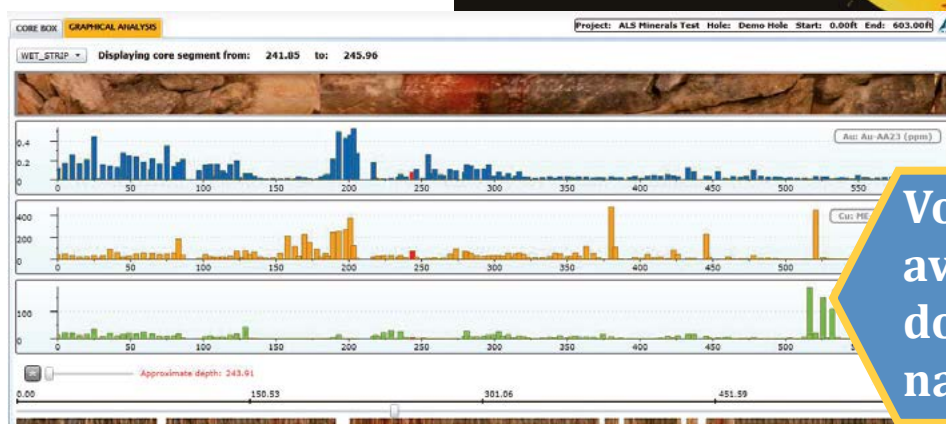 CORE BOX GRAPHICAL ANALYSIS Project: ALS Minerals Test Hole: Demo Hole Start: 0.00ft End: 603.00ft
WET_STRIP Displaying core segment from: 241.85 to: 245.96
Au: Au-AA23 (ppm)
0.4
0.2
0
0 50 100 150 200 250 300 350 400 450 500 550
Cu: ME
400
200
0
0 50 100 150 200 250 300 350 400 450 500
100
0
0 50 100 150 200 250 300 350 400 450 500
Approximate depth: 243.91
0.00 150.53 301.06 451.59